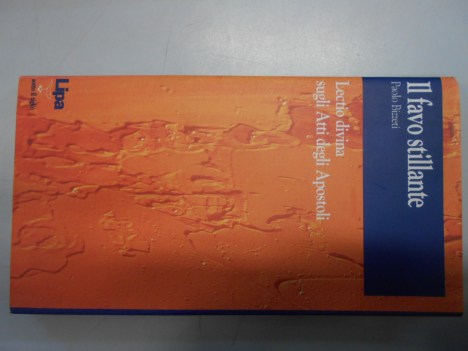 Il favo stillante
Paolo Bizzeti
Lectio divina
sugli Atti degli Apostoli
Lipa